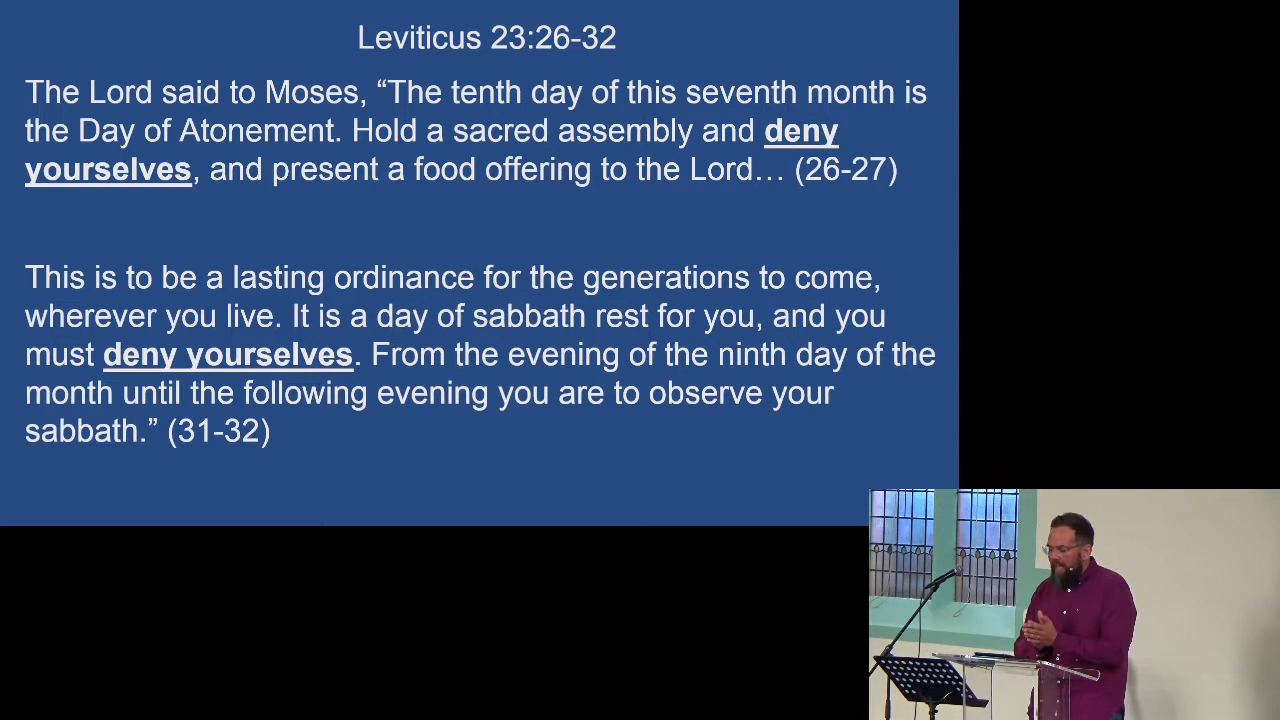 Leviticus 23:26-32
The Lord said to Moses, “The tenth day of this seventh month is
the Day of Atonement. Hold a sacred assembly and deny
yourselves, and present a food offering to the Lord… (26-27)
This is to be a lasting ordinance for the generations to come,
wherever you live. It is a day of sabbath rest for you, and you
must deny yourselves. From the evening of the ninth day of the
month until the following evening you are to observe your
sabbath.” (31-32)